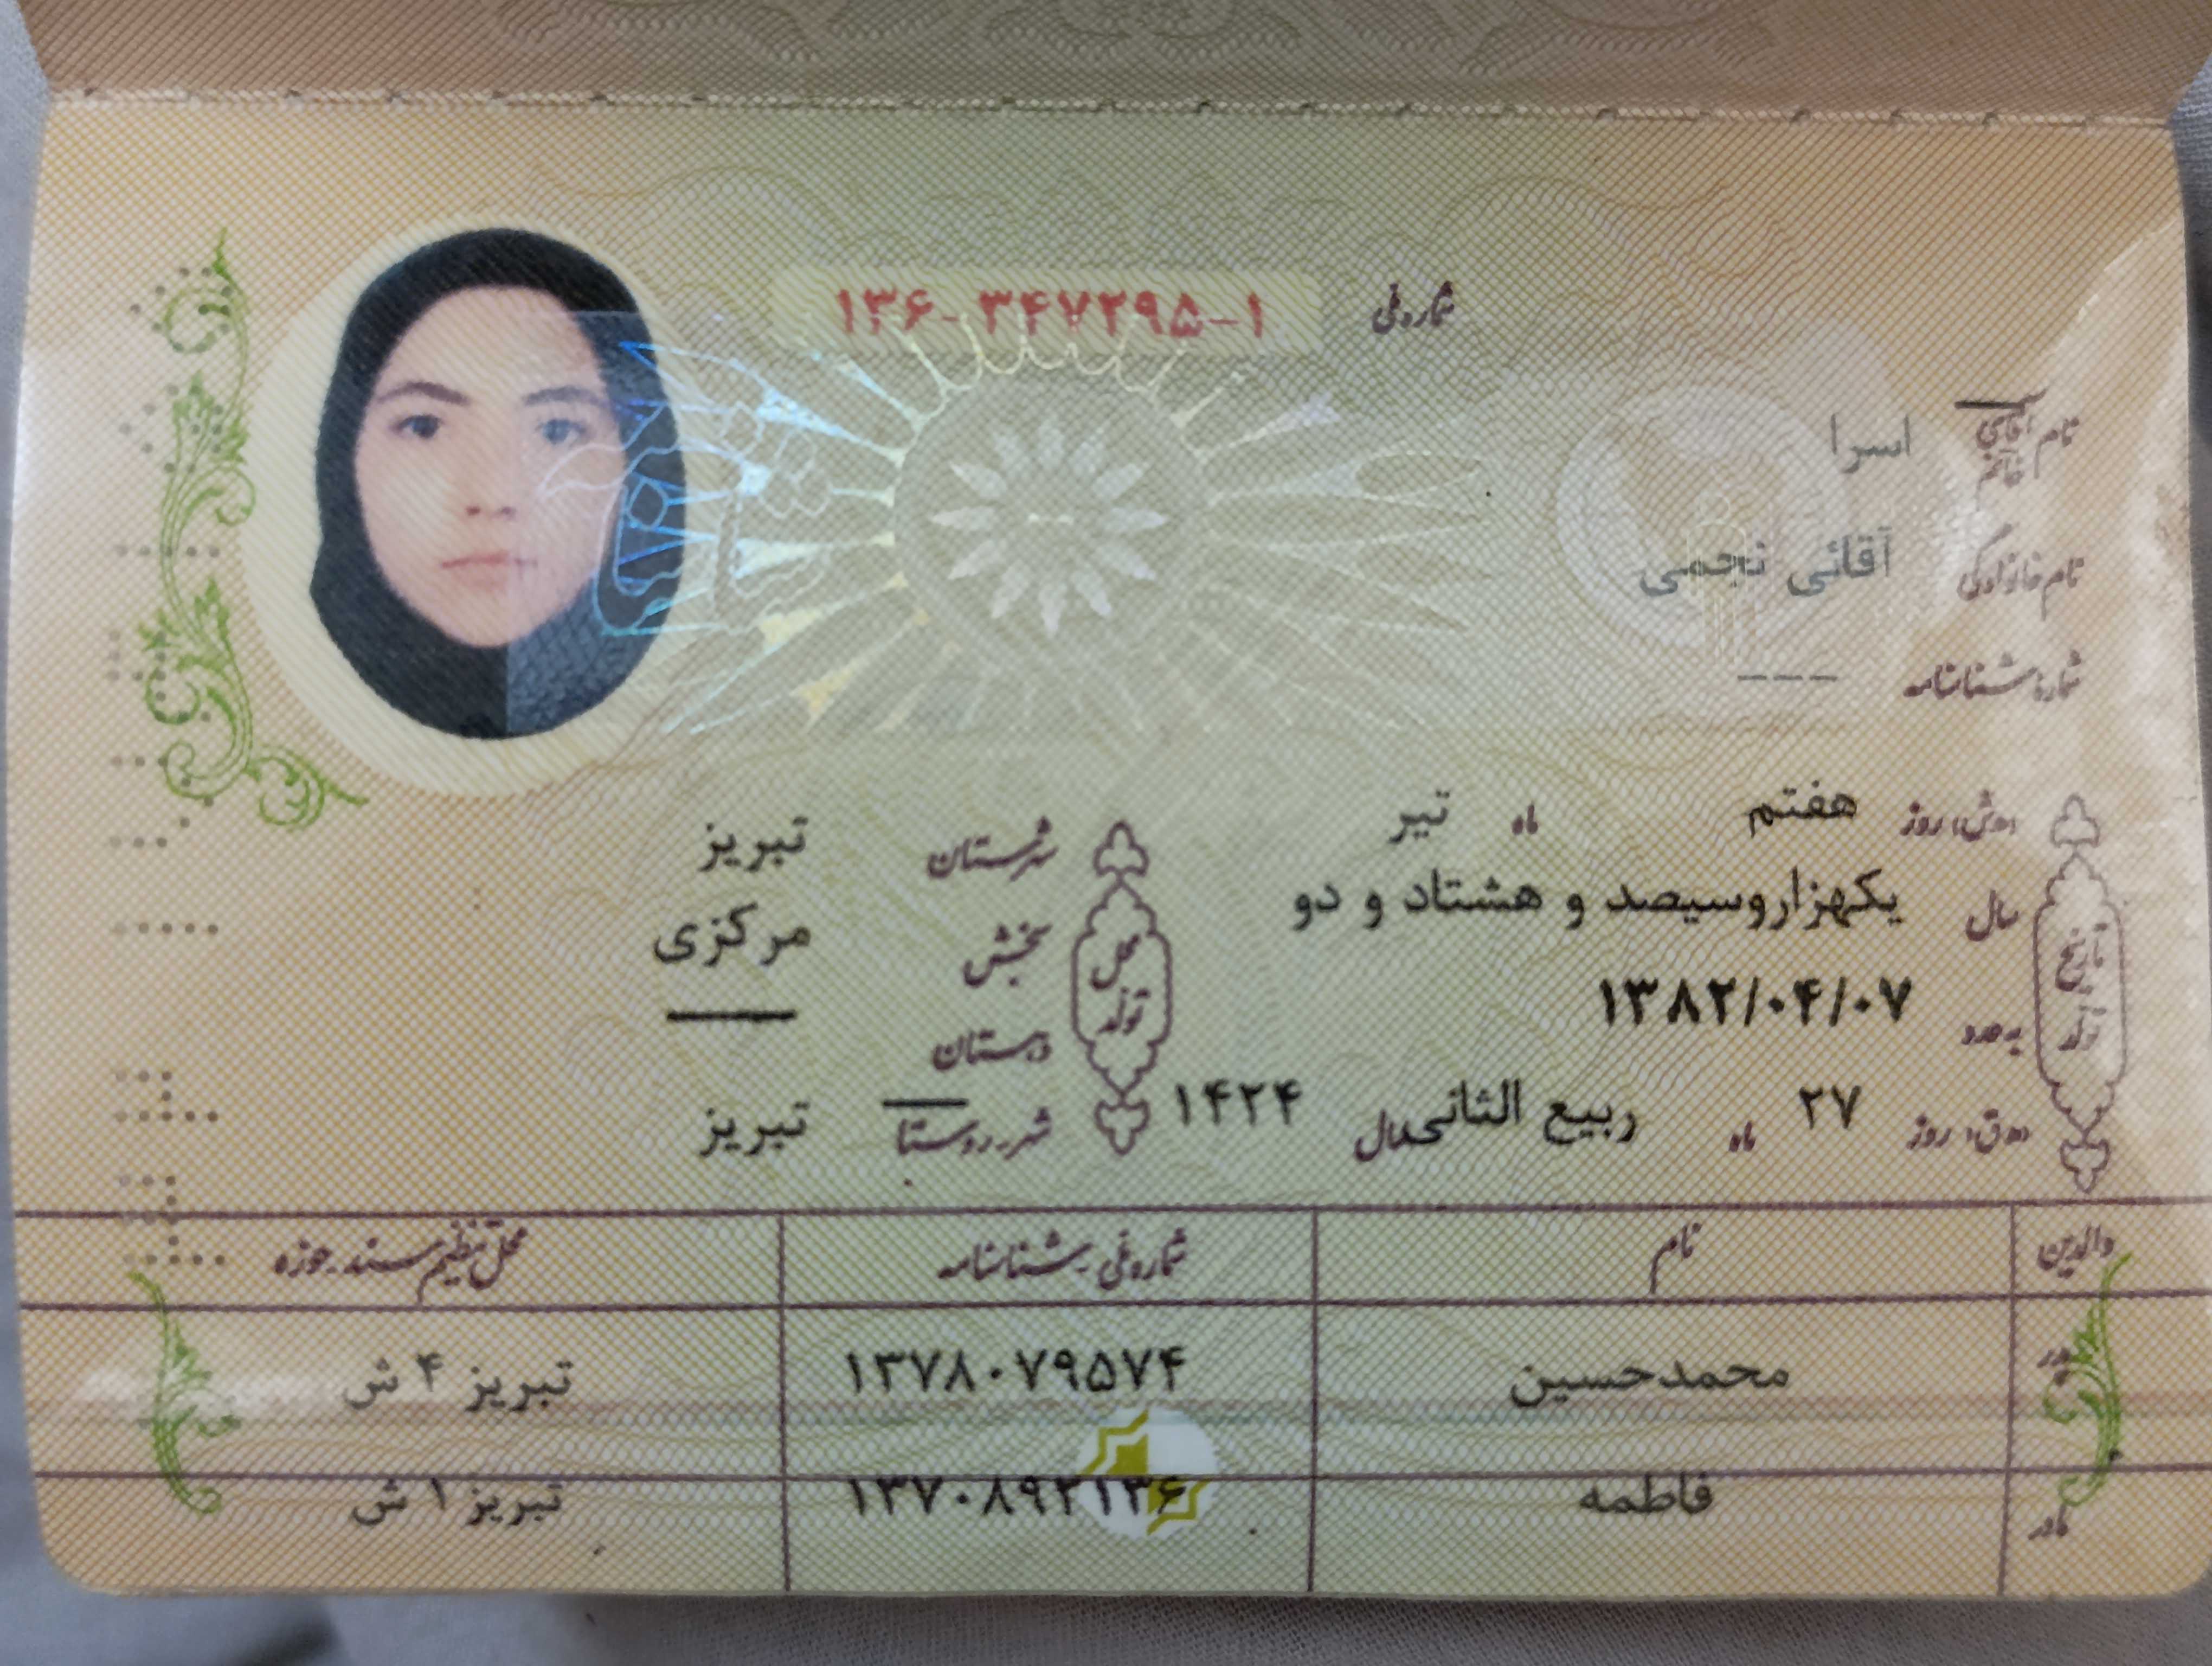 شماره ملی ۱۳۶-۳۴۷۲۹۵-۱
نام آقای خانم اسرا
نام خانوادگی آقائی نجمی
شماره شناسنامه ---
تاریخ تولد
(ه.ش) روز هفتم ماه تیر
سال یکهزاروسیصد و هشتاد و دو
به عدد ۱۳۸۲/۰۴/۰۷
(ه.ق) روز ۲۷ ماه ربیع الثانی سال ۱۴۲۴
محل تولد
شهرستان تبریز
بخش مرکزی
دهستان
شهر - روستا تبریز
والدین نام شماره ملی - شناسنامه محل تنظیم سند - حوزه
پدر محمدحسین ۱۳۷۸۰۷۹۵۷۴ تبریز ۴ ش
مادر فاطمه ۱۳۷۰۸۹۲۱۳۶ تبریز ۱ ش